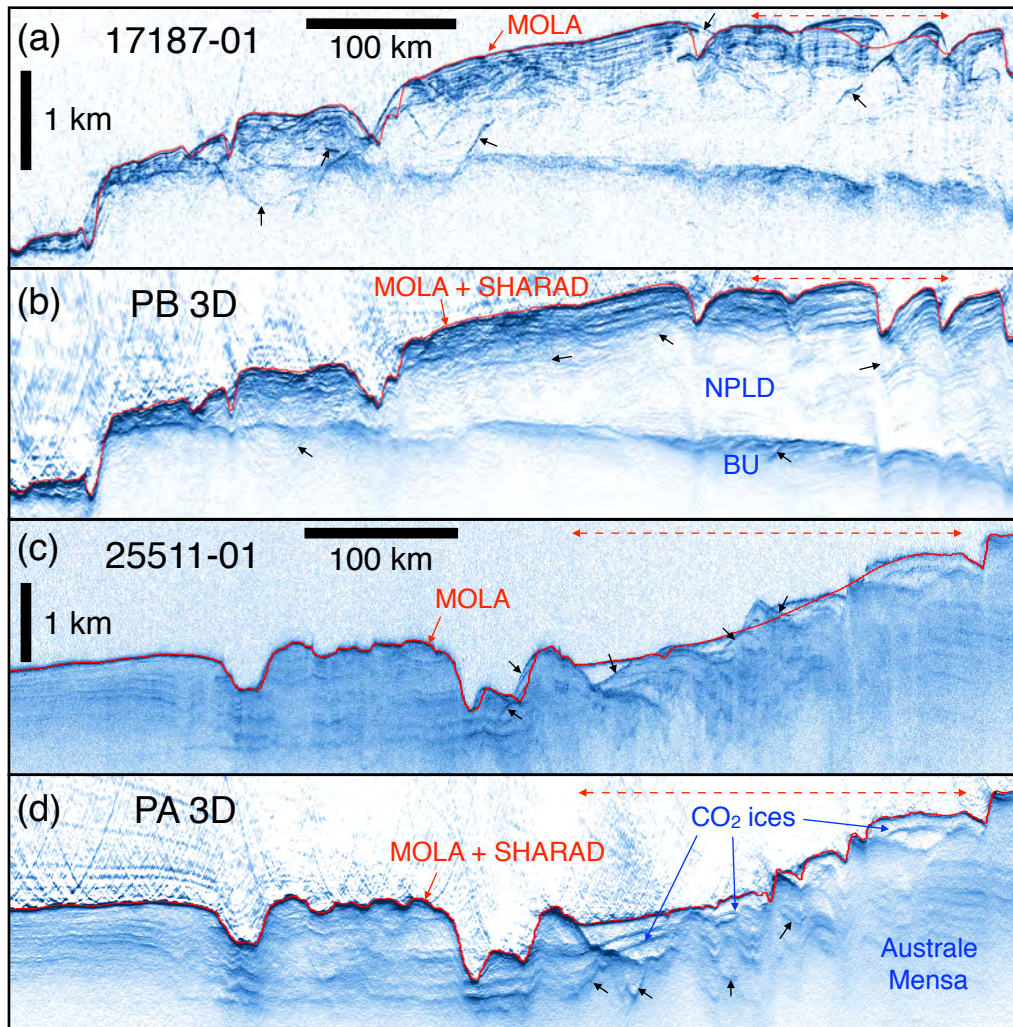 (a) 17187-01
100 km
MOLA
1 km
(b) PB 3D
MOLA + SHARAD
NPLD
BU
(c) 25511-01
100 km
MOLA
1 km
(d) PA 3D
CO₂ ices
MOLA + SHARAD
Australe
Mensa